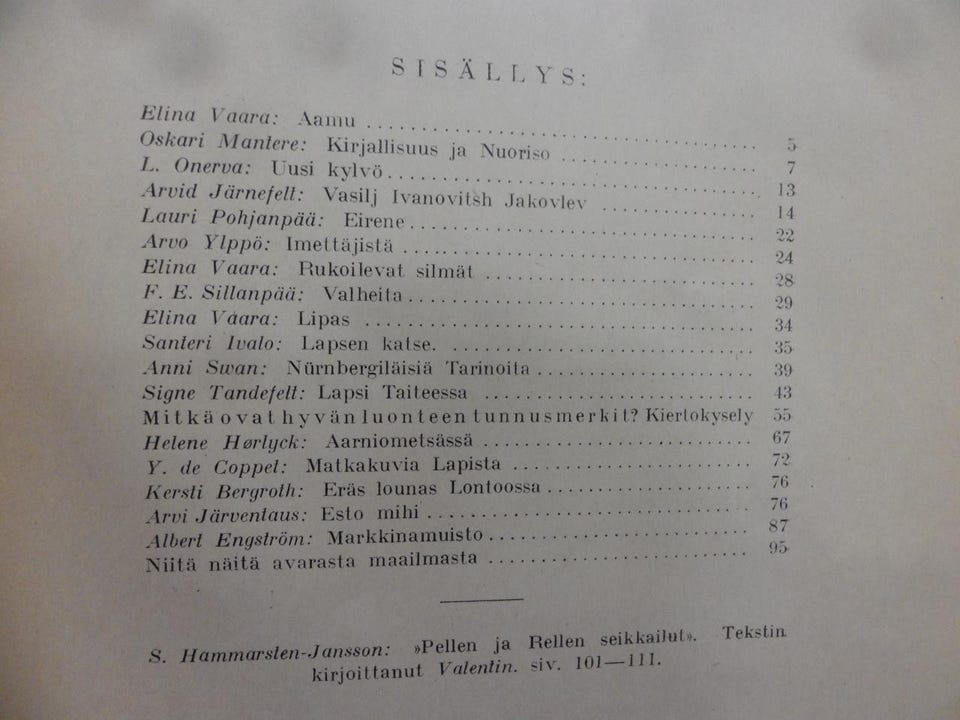 SISÄLLYS:
Elina Vaara: Aamu . . . . . . . . . . . . . . . . . . . . . . . . . . . . 5
Oskari Mantere: Kirjallisuus ja Nuoriso . . . . . . . . . . . . . . 7
L. Onerva: Uusi kylvö . . . . . . . . . . . . . . . . . . . . . . . . . . 13
Arvid Järnefelt: Vasilj Ivanovitsh Jakovlev . . . . . . . . . . . 14
Lauri Pohjanpää: Eirene . . . . . . . . . . . . . . . . . . . . . . . . 22
Arvo Ylppö: Imettäjistä . . . . . . . . . . . . . . . . . . . . . . . . 24
Elina Vaara: Rukoilevat silmät . . . . . . . . . . . . . . . . . . . 28
F. E. Sillanpää: Valheita . . . . . . . . . . . . . . . . . . . . . . . 29
Elina Vaara: Lipas . . . . . . . . . . . . . . . . . . . . . . . . . . . 34
Santeri Ivalo: Lapsen katse. . . . . . . . . . . . . . . . . . . . . . 35
Anni Swan: Nürnbergiläisiä Tarinoita . . . . . . . . . . . . . . . 39
Signe Tandefelt: Lapsi Taiteessa . . . . . . . . . . . . . . . . . . 43
Mitkä ovat hyvän luonteen tunnusmerkit? Kiertokysely 55
Helene Hørlyck: Aarniometsässä . . . . . . . . . . . . . . . . . . 67
Y. de Coppet: Matkakuvia Lapista . . . . . . . . . . . . . . . . . 72
Kersti Bergroth: Eräs lounas Lontoossa . . . . . . . . . . . . . . 76
Arvi Järventaus: Esto mihi . . . . . . . . . . . . . . . . . . . . . . 76
Albert Engström: Markkinamuisto . . . . . . . . . . . . . . . . . . 87
Niitä näitä avarasta maailmasta . . . . . . . . . . . . . . . . . . 95
S. Hammarsten-Jansson: »Pellen ja Rellen seikkailut». Tekstin
kirjoittanut Valentin. siv. 101—111.